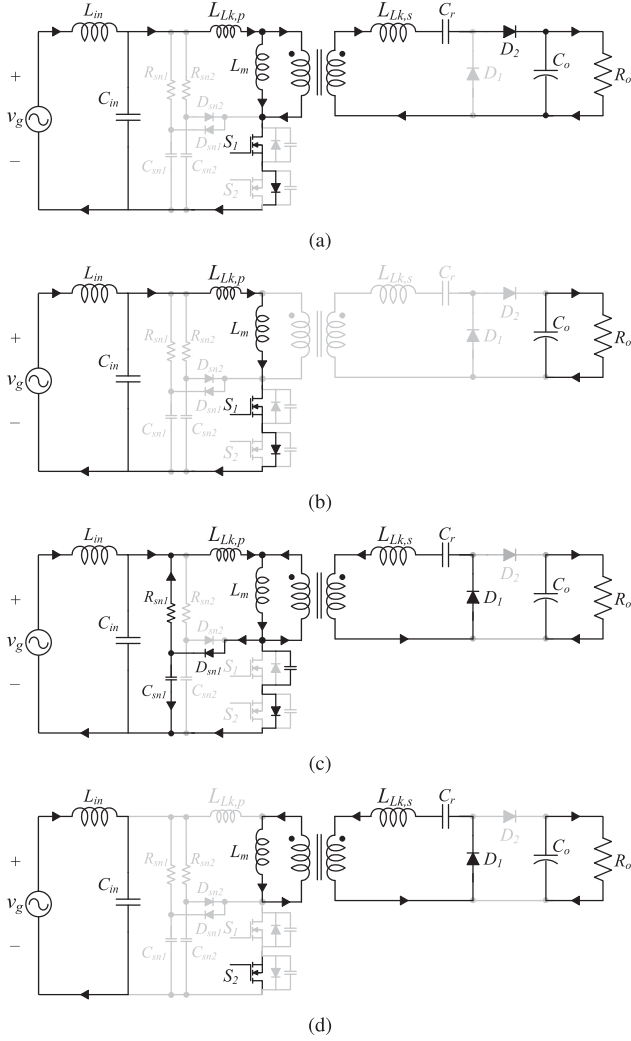 L_in L_Lk,p L_Lk,s C_r
R_sn1 R_sn2 L_m D_2 C_o R_o
+ v_g − C_in D_sn2 D_1
D_sn1 S_1
C_sn1 C_sn2 S_2
(a)
L_in L_Lk,p L_Lk,s C_r
R_sn1 R_sn2 L_m D_2 C_o R_o
+ v_g − C_in D_sn2 D_1
D_sn1 S_1
C_sn1 C_sn2 S_2
(b)
L_in L_Lk,p L_Lk,s C_r
R_sn1 R_sn2 L_m D_2 C_o R_o
+ v_g − C_in D_sn2 D_1
D_sn1 S_1
C_sn1 C_sn2 S_2
(c)
L_in L_Lk,p L_Lk,s C_r
R_sn1 R_sn2 L_m D_2 C_o R_o
+ v_g − C_in D_sn2 D_1
D_sn1 S_1
C_sn1 C_sn2 S_2
(d)